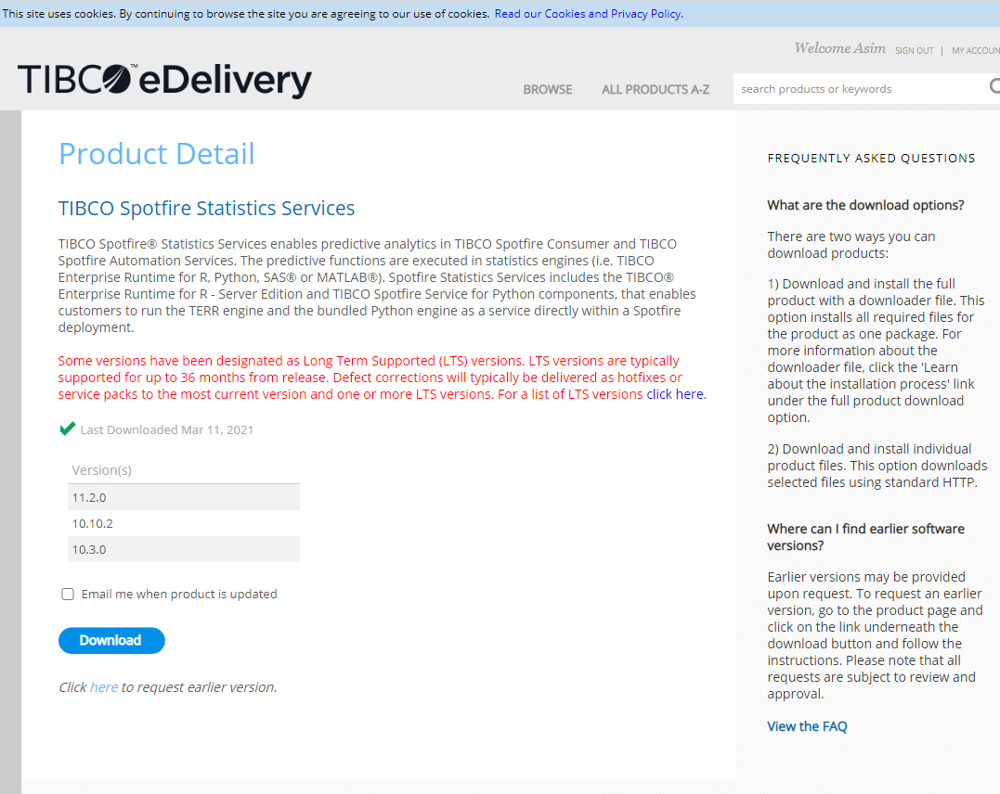 This site uses cookies. By continuing to browse the site you are agreeing to our use of cookies. Read our Cookies and Privacy Policy.
Welcome Asim SIGN OUT | MY ACCOUN
TIBCO™ eDelivery
BROWSE ALL PRODUCTS A-Z search products or keywords
Product Detail
TIBCO Spotfire Statistics Services
TIBCO Spotfire® Statistics Services enables predictive analytics in TIBCO Spotfire Consumer and TIBCO
Spotfire Automation Services. The predictive functions are executed in statistics engines (i.e. TIBCO
Enterprise Runtime for R, Python, SAS® or MATLAB®). Spotfire Statistics Services includes the TIBCO®
Enterprise Runtime for R - Server Edition and TIBCO Spotfire Service for Python components, that enables
customers to run the TERR engine and the bundled Python engine as a service directly within a Spotfire
deployment.
Some versions have been designated as Long Term Supported (LTS) versions. LTS versions are typically
supported for up to 36 months from release. Defect corrections will typically be delivered as hotfixes or
service packs to the most current version and one or more LTS versions. For a list of LTS versions click here.
Last Downloaded Mar 11, 2021
Version(s)
11.2.0
10.10.2
10.3.0
Email me when product is updated
Download
Click here to request earlier version.
FREQUENTLY ASKED QUESTIONS
What are the download options?
There are two ways you can
download products:
1) Download and install the full
product with a downloader file. This
option installs all required files for
the product as one package. For
more information about the
downloader file, click the 'Learn
about the installation process' link
under the full product download
option.
2) Download and install individual
product files. This option downloads
selected files using standard HTTP.
Where can I find earlier software
versions?
Earlier versions may be provided
upon request. To request an earlier
version, go to the product page and
click on the link underneath the
download button and follow the
instructions. Please note that all
requests are subject to review and
approval.
View the FAQ